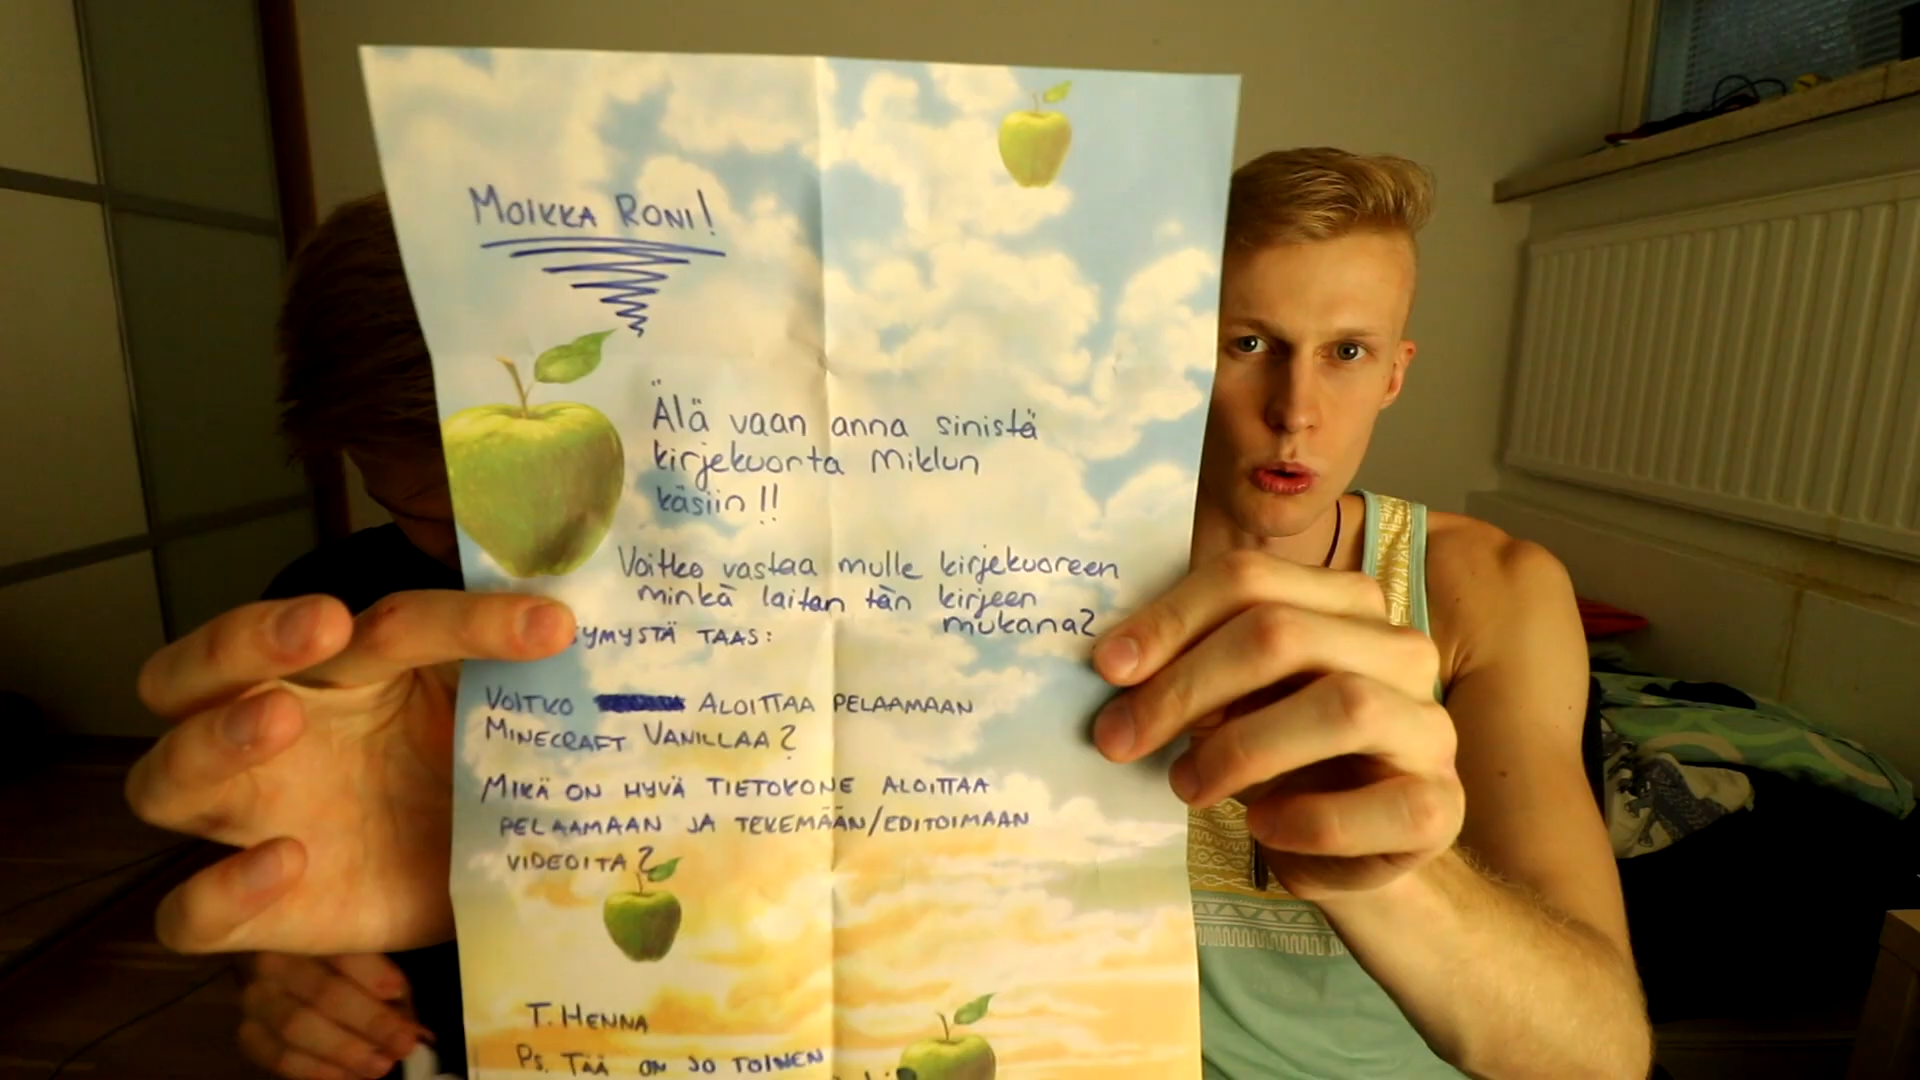 MOIKKA RONI!
Älä vaan anna sinistä
kirjekuorta Miklun
käsiin!!
Voitko vastaa mulle kirjekuoreen
minkä laitan tän kirjeen
mukana?
YMYSTÄ TAAS:
VOITKO ALOITTAA PELAAMAAN
MINECRAFT VANILLAA?
MIKÄ ON HYVÄ TIETOKONE ALOITTAA
PELAAMAAN JA TEKEMÄÄN/EDITOIMAAN
VIDEOITA?
T. HENNA
Ps. TÄÄ ON JO TOINEN